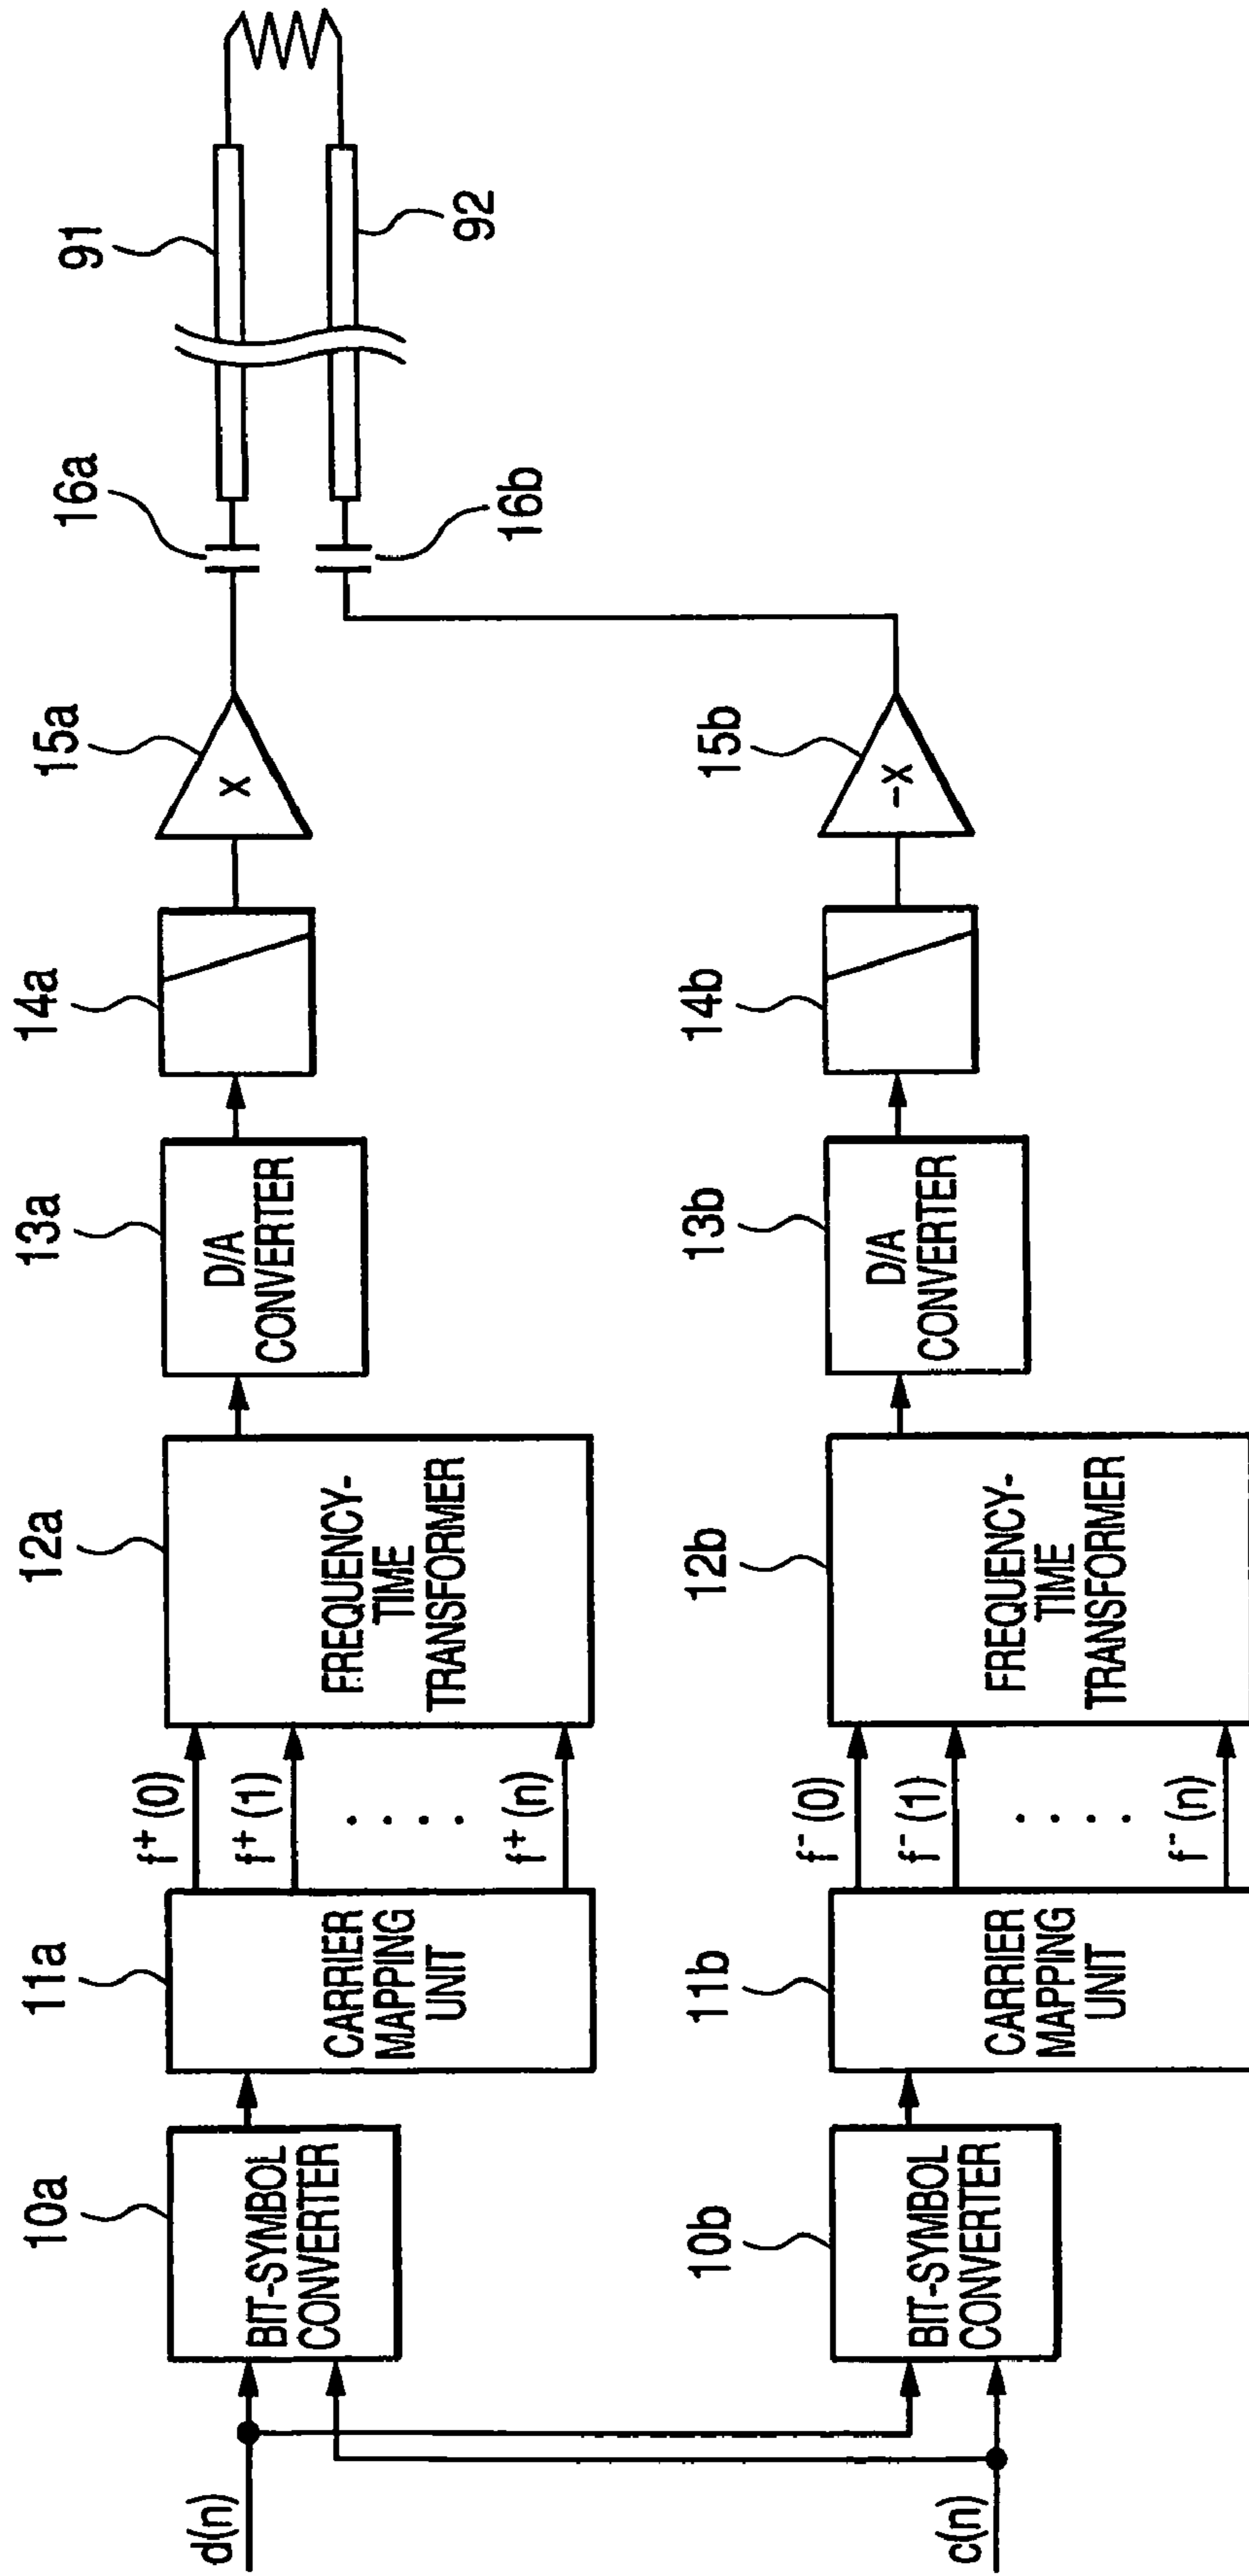 10a
11a
12a
13a
14a
15a
16a
91
92
16b
d(n)
BIT-SYMBOL
CONVERTER
CARRIER
MAPPING
UNIT
f⁺ (0)
f⁺ (1)
. . . .
f⁺ (n)
FREQUENCY-
TIME
TRANSFORMER
D/A
CONVERTER
X
10b
11b
12b
13b
14b
15b
c(n)
BIT-SYMBOL
CONVERTER
CARRIER
MAPPING
UNIT
f⁻ (0)
f⁻ (1)
. . . .
f⁻ (n)
FREQUENCY-
TIME
TRANSFORMER
D/A
CONVERTER
-X